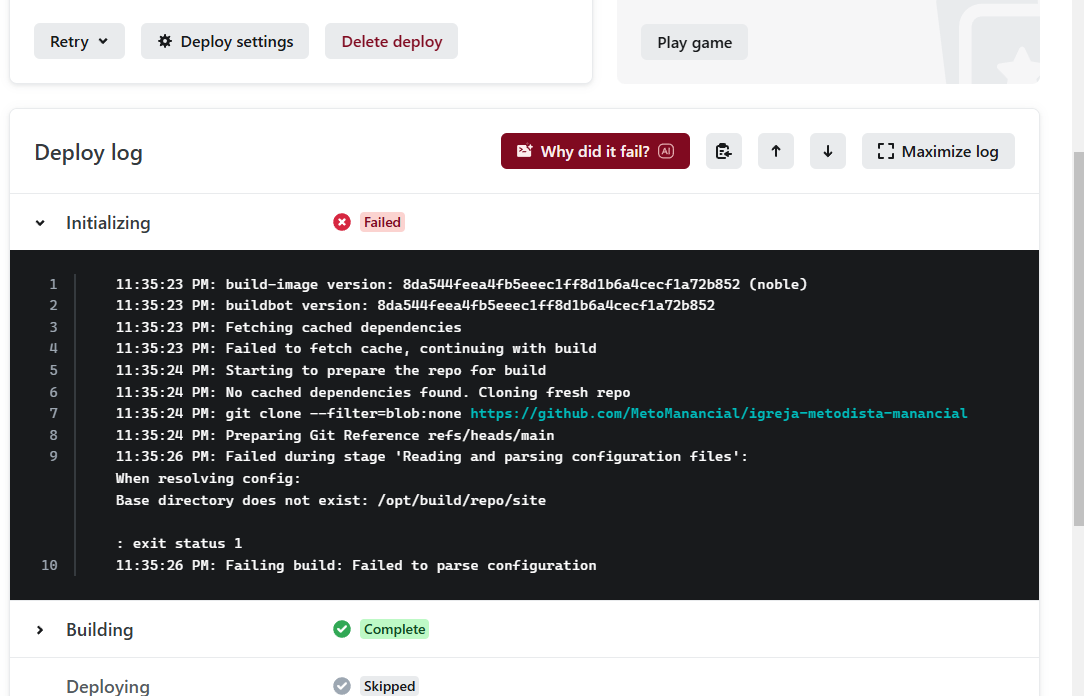 Retry
Deploy settings
Delete deploy
Play game
Deploy log
Why did it fail? AI
Maximize log
Initializing
Failed
1 11:35:23 PM: build-image version: 8da544feea4fb5eeec1ff8d1b6a4cecf1a72b852 (noble)
2 11:35:23 PM: buildbot version: 8da544feea4fb5eeec1ff8d1b6a4cecf1a72b852
3 11:35:23 PM: Fetching cached dependencies
4 11:35:23 PM: Failed to fetch cache, continuing with build
5 11:35:24 PM: Starting to prepare the repo for build
6 11:35:24 PM: No cached dependencies found. Cloning fresh repo
7 11:35:24 PM: git clone --filter=blob:none https://github.com/MetoManancial/igreja-metodista-manancial
8 11:35:24 PM: Preparing Git Reference refs/heads/main
9 11:35:26 PM: Failed during stage 'Reading and parsing configuration files':
When resolving config:
Base directory does not exist: /opt/build/repo/site
: exit status 1
10 11:35:26 PM: Failing build: Failed to parse configuration
Building
Complete
Deploying
Skipped